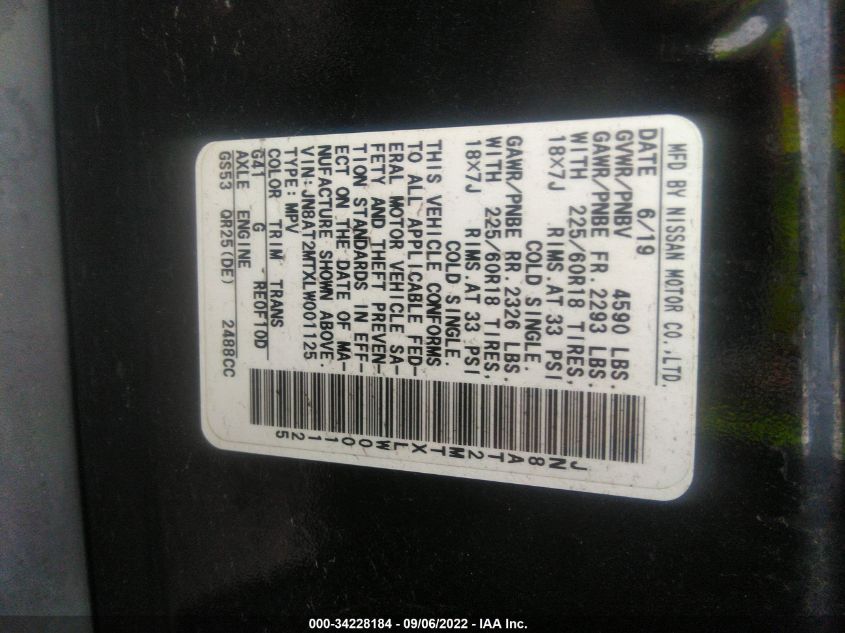 MFD BY NISSAN MOTOR CO.,LTD.
DATE 6/19
GVWR/PNBV 4590 LBS.
GAWR/PNBE FR. 2293 LBS.
WITH 225/60R18 TIRES,
18X7J RIMS.AT 33 PSI
COLD SINGLE.
GAWR/PNBE RR. 2326 LBS.
WITH 225/60R18 TIRES,
18X7J RIMS.AT 33 PSI
COLD SINGLE.
THIS VEHICLE CONFORMS
TO ALL APPLICABLE FED-
ERAL MOTOR VEHICLE SA-
FETY AND THEFT PREVEN
TION STANDARDS IN EFF-
ECT ON THE DATE OF MA-
NUFACTURE SHOWN ABOVE.
VIN:JN8AT2MTXLW001125
TYPE:MPV
COLOR TRIM TRANS
G41 G RE0F10D
AXLE ENGINE
GS53 QR25(DE) 2488CC
JN8AT2MTXLW001125
000-34228184 - 09/06/2022 - IAA Inc.